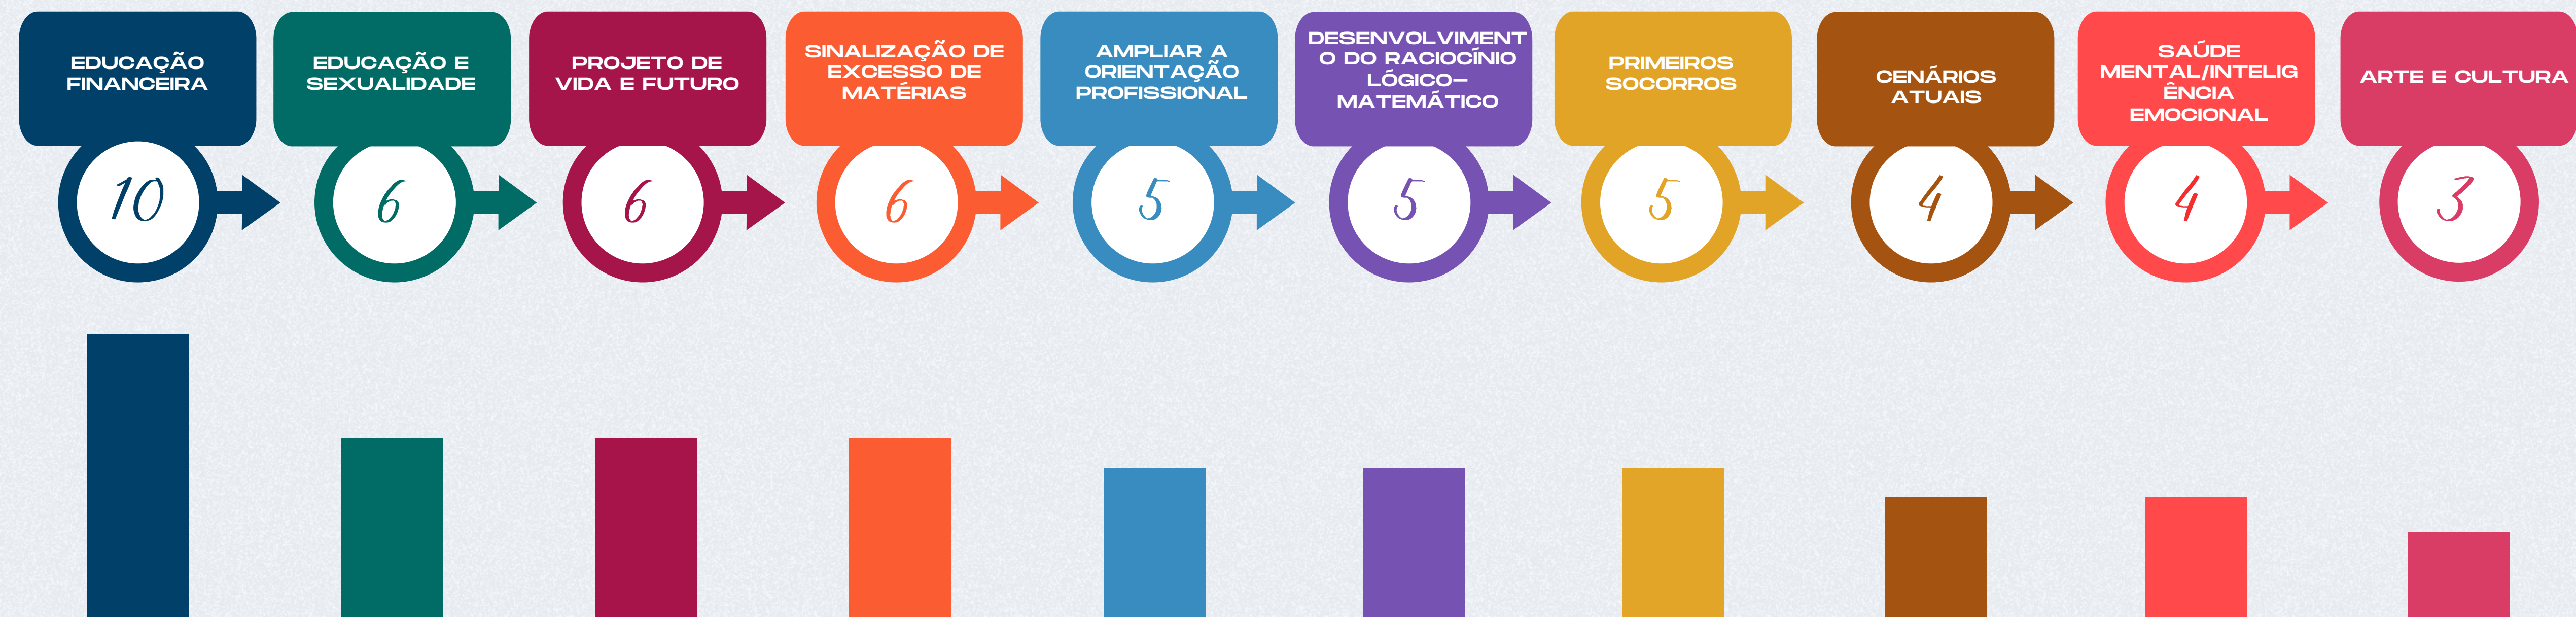 EDUCAÇÃO
FINANCEIRA
10
EDUCAÇÃO E
SEXUALIDADE
6
PROJETO DE
VIDA E FUTURO
6
SINALIZAÇÃO DE
EXCESSO DE
MATÉRIAS
6
AMPLIAR A
ORIENTAÇÃO
PROFISSIONAL
5
DESENVOLVIMENT
O DO RACIOCÍNIO
LÓGICO-
MATEMÁTICO
5
PRIMEIROS
SOCORROS
5
CENÁRIOS
ATUAIS
4
SAÚDE
MENTAL/INTELIG
ÊNCIA
EMOCIONAL
4
ARTE E CULTURA
3